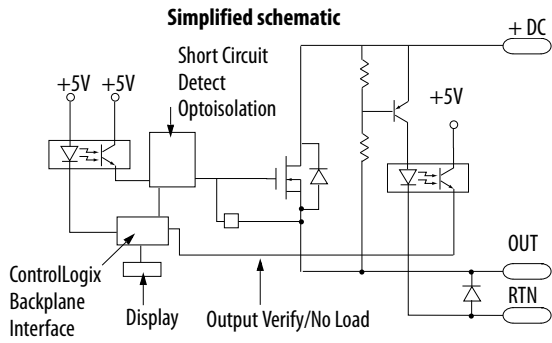 Simplified schematic
+ DC
Short Circuit
Detect
Optoisolation
+5V +5V
+5V
OUT
RTN
ControlLogix
Backplane
Interface
Display
Output Verify/No Load